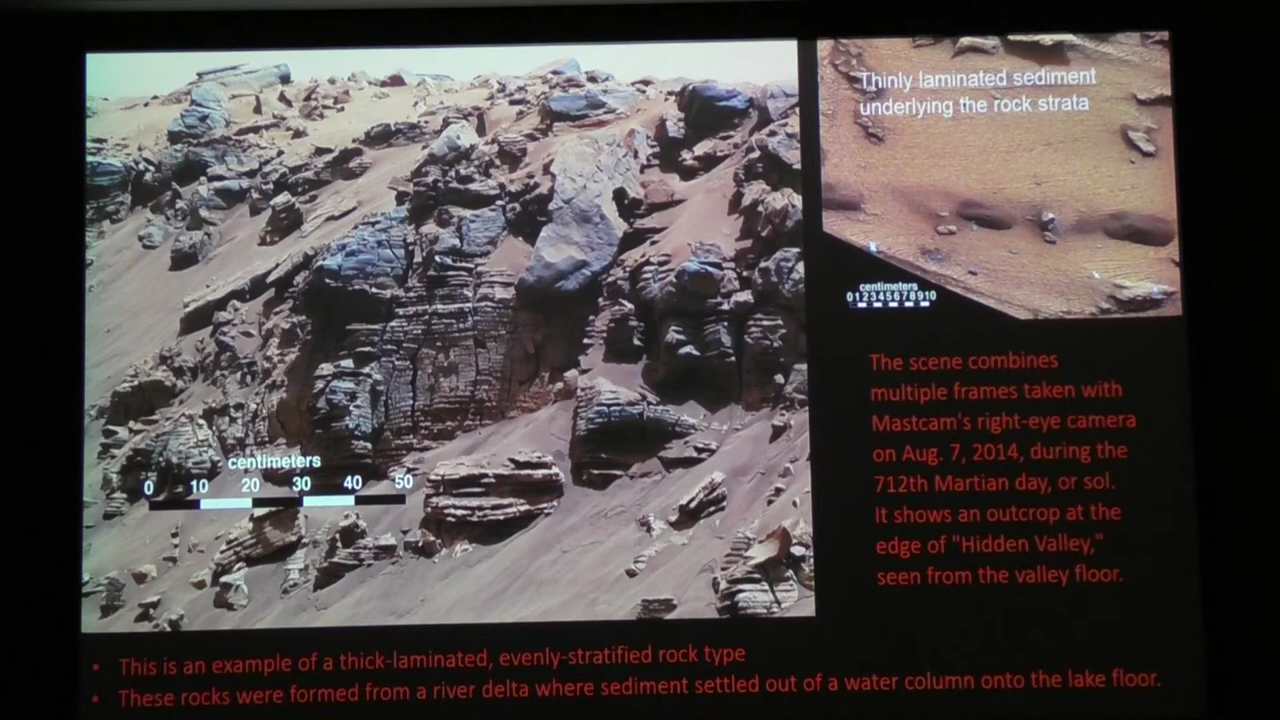 Thinly laminated sediment
underlying the rock strata
centimeters
0 1 2 3 4 5 6 7 8 9 10
centimeters
0 10 20 30 40 50
The scene combines
multiple frames taken with
Mastcam's right-eye camera
on Aug. 7, 2014, during the
712th Martian day, or sol.
It shows an outcrop at the
edge of "Hidden Valley,"
seen from the valley floor.
• This is an example of a thick-laminated, evenly-stratified rock type
• These rocks were formed from a river delta where sediment settled out of a water column onto the lake floor.